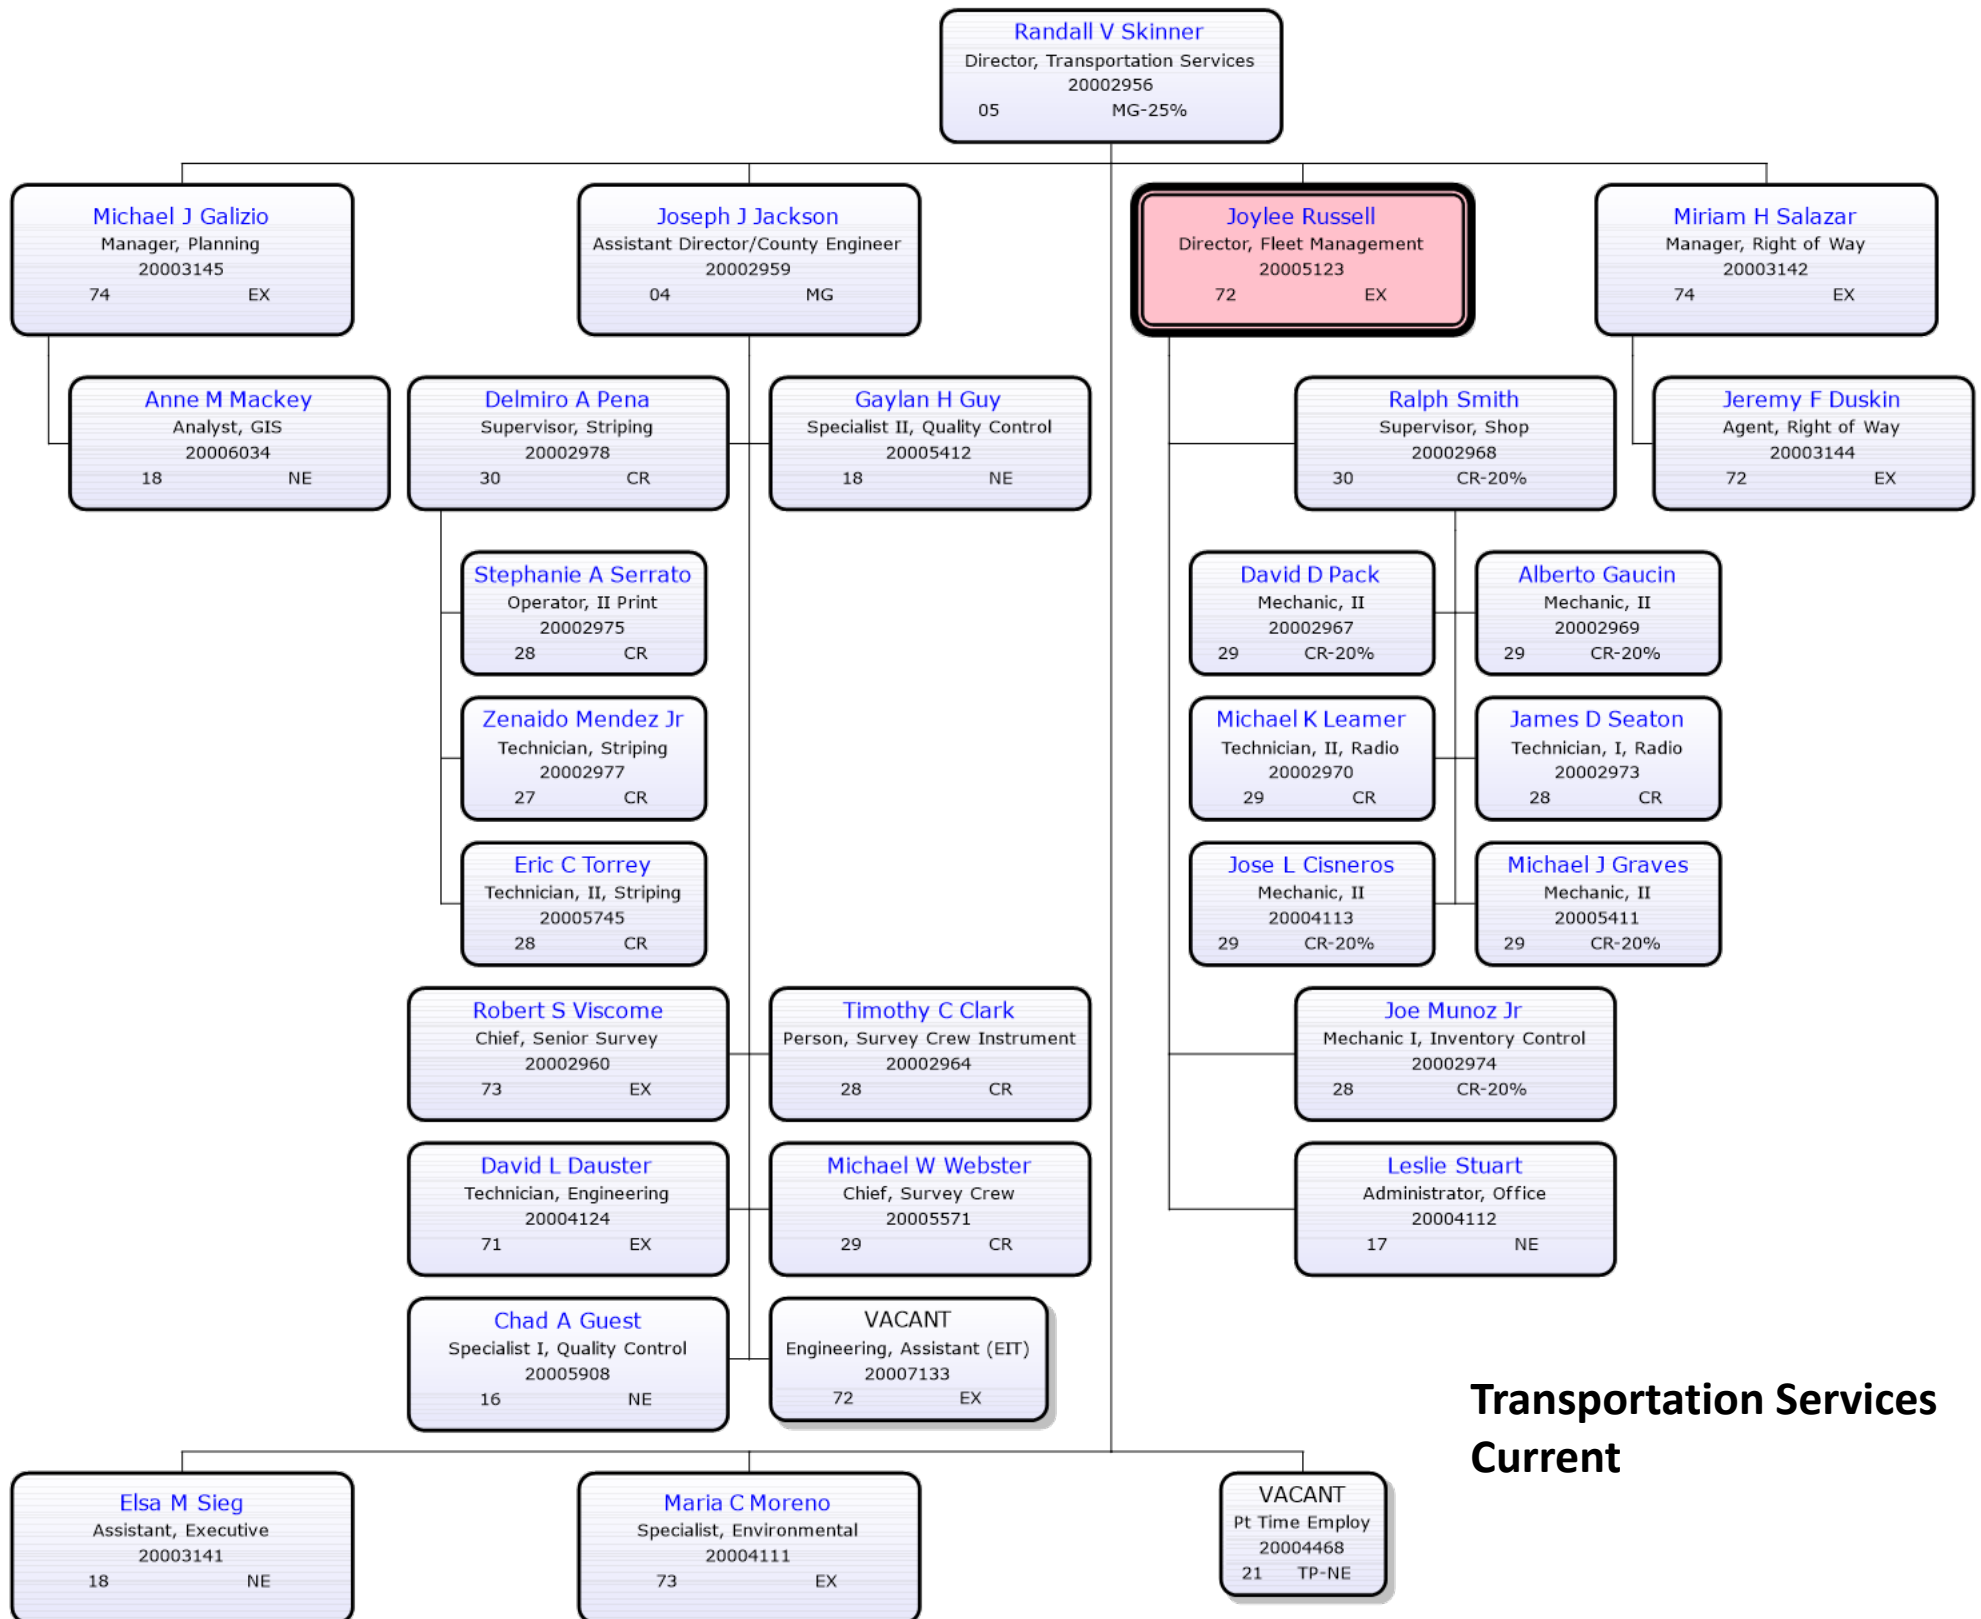 Randall V Skinner
Director, Transportation Services
20002956
05 MG-25%
Michael J Galizio
Manager, Planning
20003145
74 EX
Joseph J Jackson
Assistant Director/County Engineer
20002959
04 MG
Joylee Russell
Director, Fleet Management
20005123
72 EX
Miriam H Salazar
Manager, Right of Way
20003142
74 EX
Anne M Mackey
Analyst, GIS
20006034
18 NE
Delmiro A Pena
Supervisor, Striping
20002978
30 CR
Gaylan H Guy
Specialist II, Quality Control
20005412
18 NE
Ralph Smith
Supervisor, Shop
20002968
30 CR-20%
Jeremy F Duskin
Agent, Right of Way
20003144
72 EX
Stephanie A Serrato
Operator, II Print
20002975
28 CR
David D Pack
Mechanic, II
20002967
29 CR-20%
Alberto Gaucin
Mechanic, II
20002969
29 CR-20%
Zenaido Mendez Jr
Technician, Striping
20002977
27 CR
Michael K Leamer
Technician, II, Radio
20002970
29 CR
James D Seaton
Technician, I, Radio
20002973
28 CR
Eric C Torrey
Technician, II, Striping
20005745
28 CR
Jose L Cisneros
Mechanic, II
20004113
29 CR-20%
Michael J Graves
Mechanic, II
20005411
29 CR-20%
Robert S Viscome
Chief, Senior Survey
20002960
73 EX
Timothy C Clark
Person, Survey Crew Instrument
20002964
28 CR
Joe Munoz Jr
Mechanic I, Inventory Control
20002974
28 CR-20%
David L Dauster
Technician, Engineering
20004124
71 EX
Michael W Webster
Chief, Survey Crew
20005571
29 CR
Leslie Stuart
Administrator, Office
20004112
17 NE
Chad A Guest
Specialist I, Quality Control
20005908
16 NE
VACANT
Engineering, Assistant (EIT)
20007133
72 EX
Transportation Services
Current
Elsa M Sieg
Assistant, Executive
20003141
18 NE
Maria C Moreno
Specialist, Environmental
20004111
73 EX
VACANT
Pt Time Employ
20004468
21 TP-NE